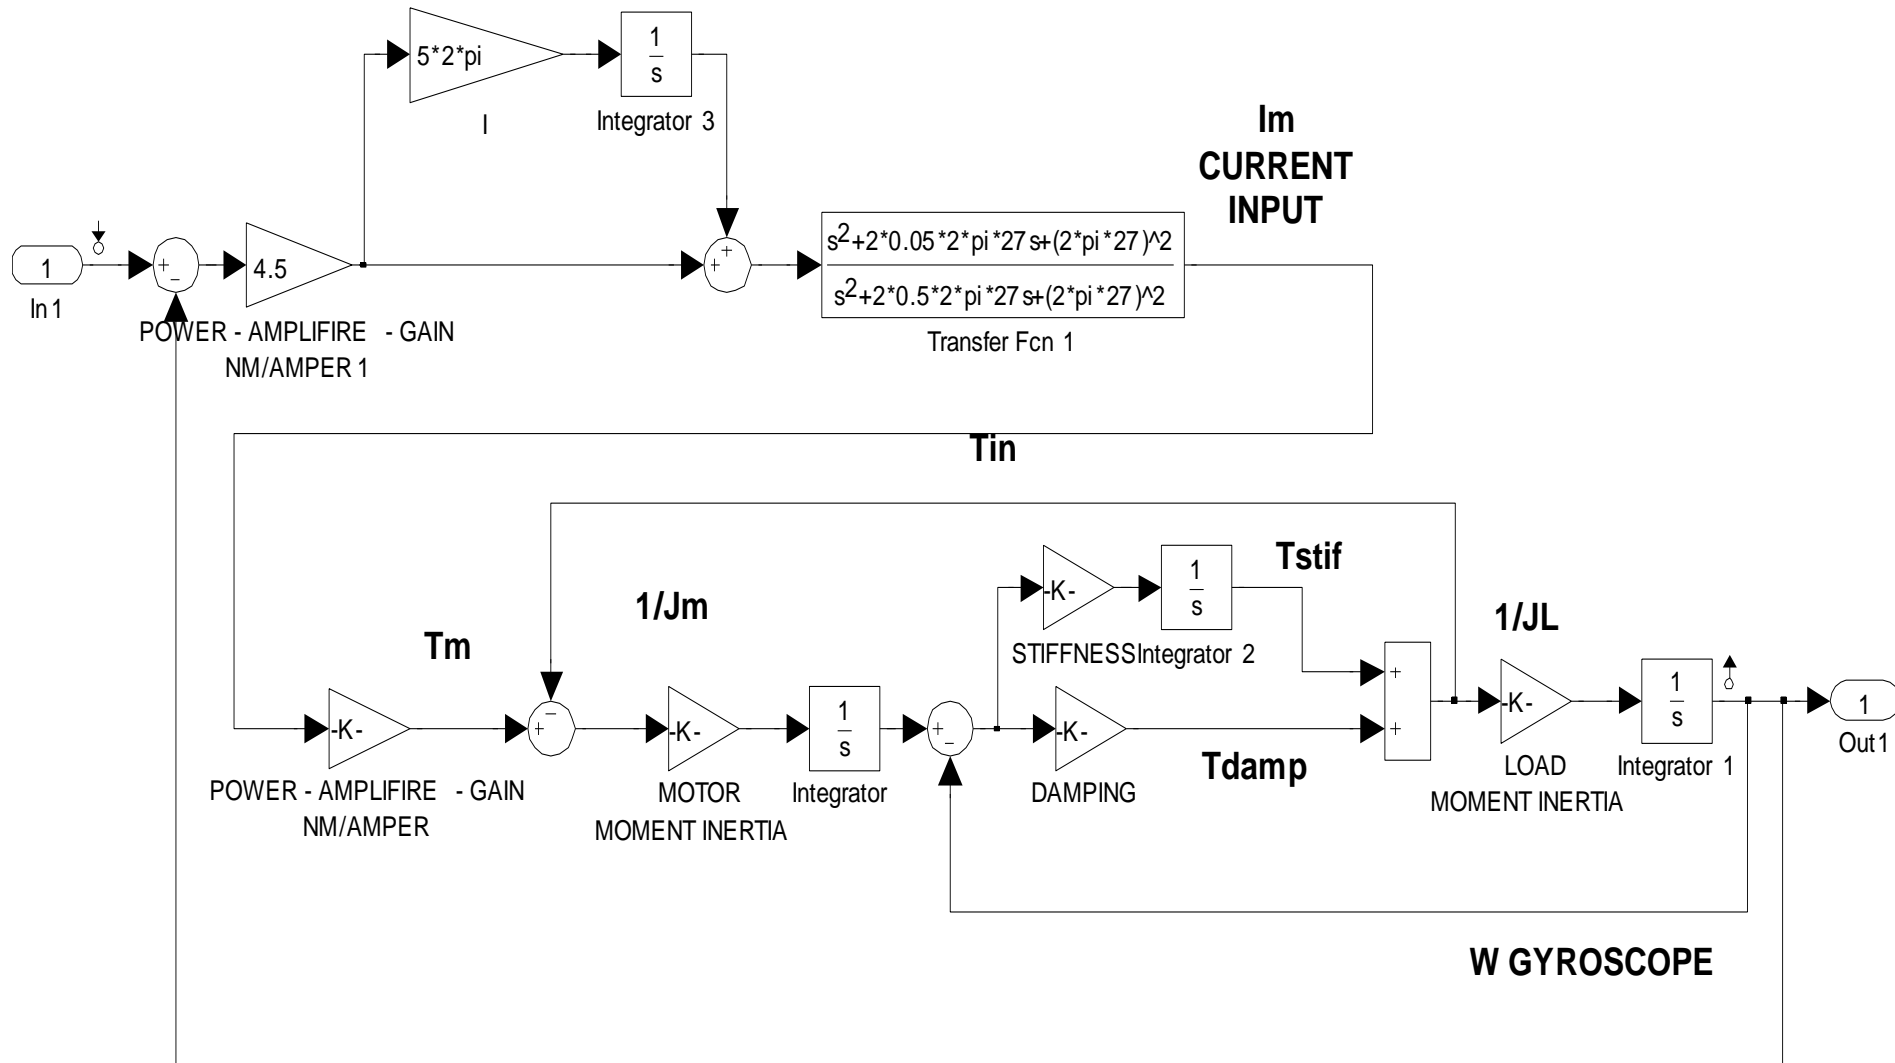 5*2*pi
1
s
I
Integrator 3
Im
CURRENT
INPUT
1
In1
+
-
4.5
POWER - AMPLIFIRE - GAIN
NM/AMPER 1
+
+
s^2+2*0.05*2*pi*27s+(2*pi*27)^2
s^2+2*0.5*2*pi*27s+(2*pi*27)^2
Transfer Fcn 1
Tin
Tm
-K-
POWER - AMPLIFIRE - GAIN
NM/AMPER
-
+
1/Jm
-K-
MOTOR
MOMENT INERTIA
1
s
Integrator
+
-
-K-
STIFFNESS
1
s
Integrator 2
Tstif
-K-
DAMPING
Tdamp
+
+
1/JL
-K-
LOAD
MOMENT INERTIA
1
s
Integrator 1
1
Out1
W GYROSCOPE